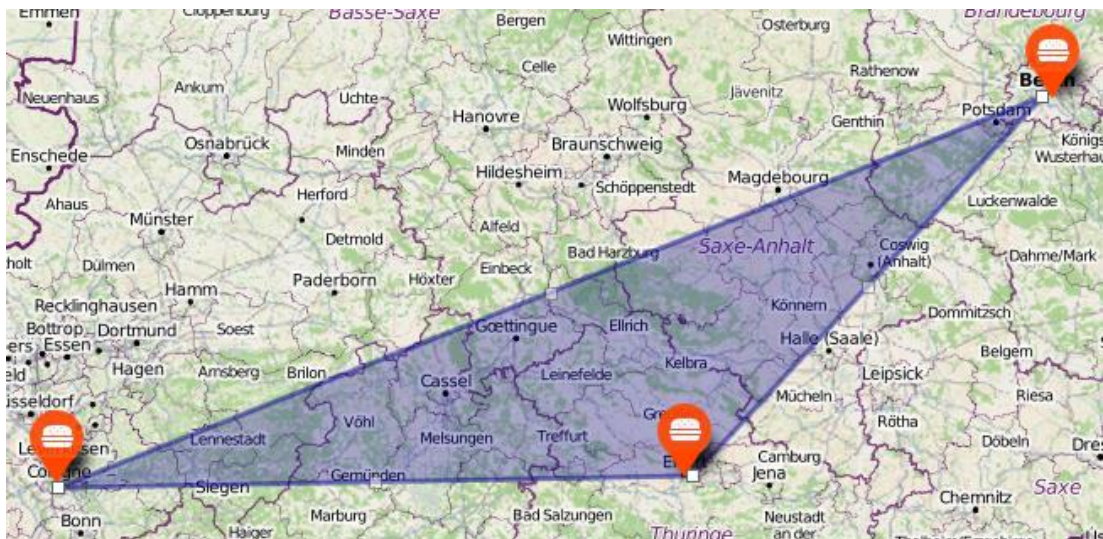 Emmen
Cloppenburg
Basse-Saxe
Bergen
Wittingen
Osterburg
Brandebourg
Celle
Rathenow
Neuenhaus
Ankum
Uchte
Hanovre
Wolfsburg
Jävenitz
Genthin
Potsdam
Enschede
Osnabrück
Minden
Braunschweig
Hildesheim
Schöppenstedt
Magdebourg
Ahaus
Herford
Luckenwalde
Münster
Alfeld
Detmold
Bad Harzburg
Saxe-Anhalt
Coswig
(Anhalt)
Dahme/Mark
Dülmen
Einbeck
Paderborn
Höxter
Hamm
Recklinghausen
Könnern
Dommitzsch
Bottrop
Dortmund
Soest
Gœttingue
Ellrich
Essen
Halle (Saale)
Hagen
Arnsberg
Brilon
Leinefelde
Kelbra
Belgern
Cassel
Leipsick
Mücheln
Riesa
Vöhl
Rötha
Lennestadt
Melsungen
Treffurt
Döbeln
Camburg
Gemünden
Siegen
Jena
Saxe
Chemnitz
Bonn
Marburg
Bad Salzungen
Neustadt
an der
Haiger
Thuringe